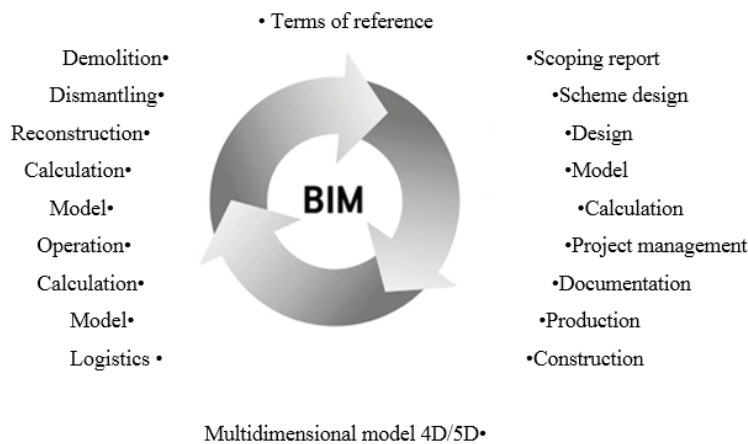 • Terms of reference
Demolition•
•Scoping report
Dismantling•
•Scheme design
Reconstruction•
•Design
Calculation•
•Model
Model•
•Calculation
Operation•
•Project management
Calculation•
•Documentation
Model•
•Production
Logistics •
•Construction
BIM
Multidimensional model 4D/5D•